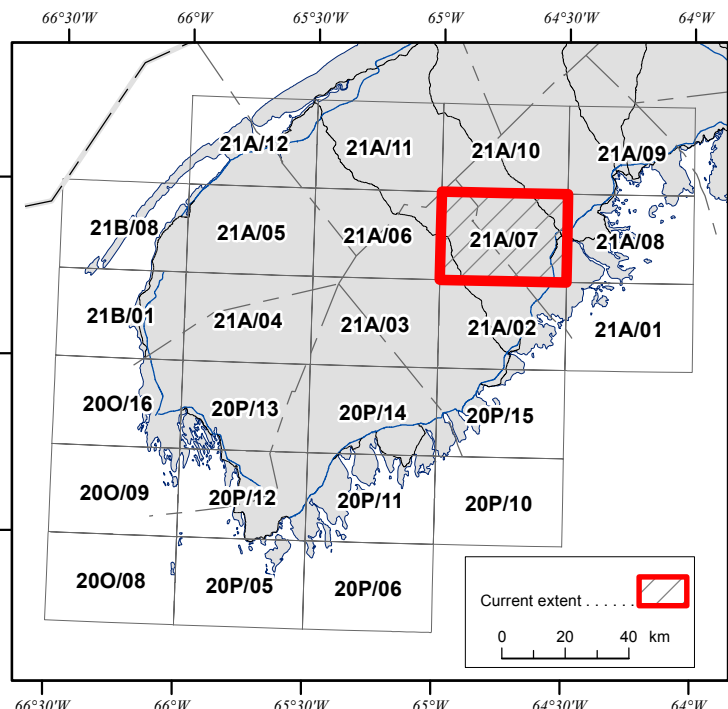 66°30'W 66°W 65°30'W 65°W 64°30'W 64°W
21A/12 21A/11 21A/10 21A/09
21B/08 21A/05 21A/06 21A/07 21A/08
21B/01 21A/04 21A/03 21A/02 21A/01
20O/16 20P/13 20P/14 20P/15
20O/09 20P/12 20P/11 20P/10
20O/08 20P/05 20P/06
Current extent . . . . . .
0 20 40 km
66°30'W 66°W 65°30'W 65°W 64°30'W 64°W